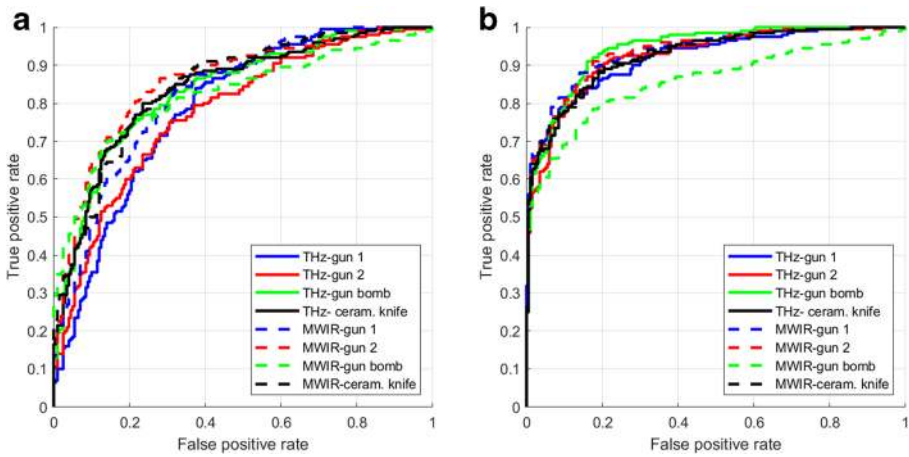 a
1
0.9
0.8
0.7
0.6
0.5
0.4
0.3
0.2
0.1
0
0 0.2 0.4 0.6 0.8 1
True positive rate
False positive rate
THz-gun 1
THz-gun 2
THz-gun bomb
THz- ceram. knife
MWIR-gun 1
MWIR-gun 2
MWIR-gun bomb
MWIR-ceram. knife
b
1
0.9
0.8
0.7
0.6
0.5
0.4
0.3
0.2
0.1
0
0 0.2 0.4 0.6 0.8 1
True positive rate
False positive rate
THz-gun 1
THz-gun 2
THz-gun bomb
THz- ceram. knife
MWIR-gun 1
MWIR-gun 2
MWIR-gun bomb
MWIR-ceram. knife